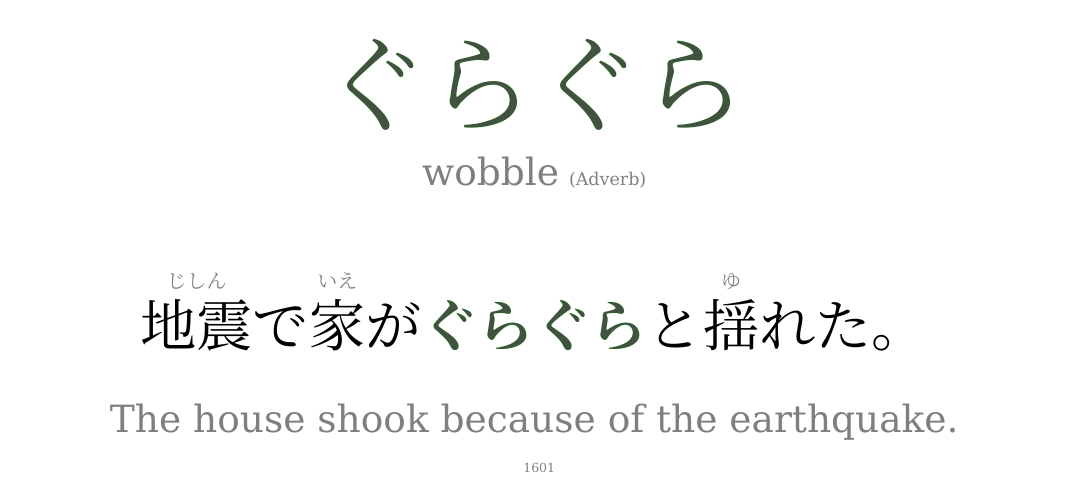 ぐらぐら
wobble (Adverb)
じしん いえ ゆ
地震で家がぐらぐらと揺れた。
The house shook because of the earthquake.
1601